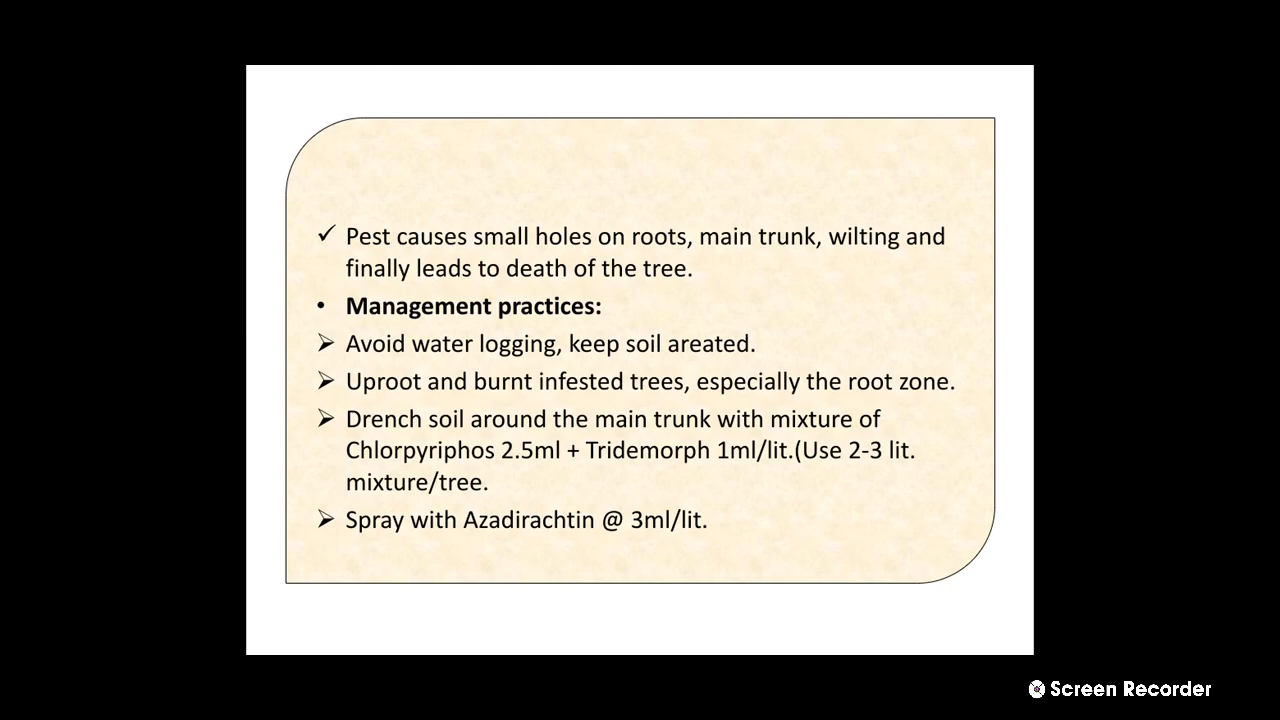 ✓ Pest causes small holes on roots, main trunk, wilting and
finally leads to death of the tree.
• Management practices:
➢ Avoid water logging, keep soil areated.
➢ Uproot and burnt infested trees, especially the root zone.
➢ Drench soil around the main trunk with mixture of
Chlorpyriphos 2.5ml + Tridemorph 1ml/lit.(Use 2-3 lit.
mixture/tree.
➢ Spray with Azadirachtin @ 3ml/lit.
Screen Recorder